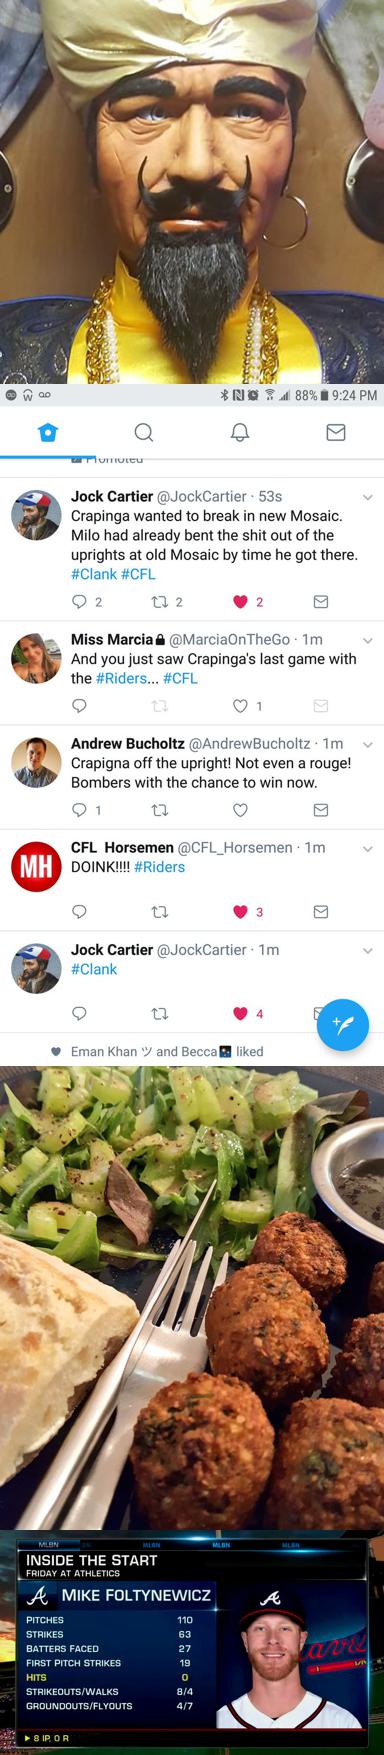 88% 9:24 PM
Promoted
Jock Cartier @JockCartier · 53s
Crapinga wanted to break in new Mosaic.
Milo had already bent the shit out of the
uprights at old Mosaic by time he got there.
#Clank #CFL
2 2 2
Miss Marcia @MarciaOnTheGo · 1m
And you just saw Crapinga's last game with
the #Riders... #CFL
1
Andrew Bucholtz @AndrewBucholtz · 1m
Crapigna off the upright! Not even a rouge!
Bombers with the chance to win now.
1
MH
CFL Horsemen @CFL_Horsemen · 1m
DOINK!!!! #Riders
3
Jock Cartier @JockCartier · 1m
#Clank
4
Eman Khan ツ and Becca liked
MLBN MLBN MLBN MLBN
INSIDE THE START
FRIDAY AT ATHLETICS
A MIKE FOLTYNEWICZ
PITCHES 110
STRIKES 63
BATTERS FACED 27
FIRST PITCH STRIKES 19
HITS 0
STRIKEOUTS/WALKS 8/4
GROUNDOUTS/FLYOUTS 4/7
8 IP, 0 R